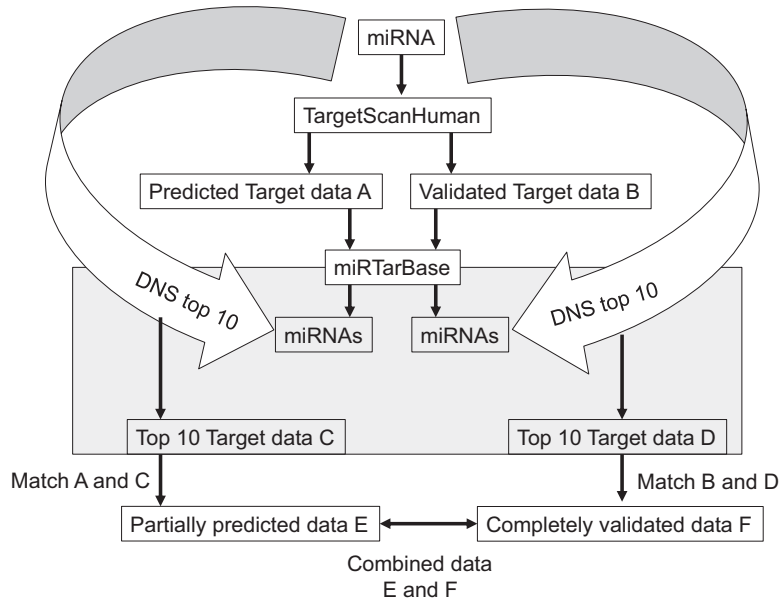 miRNA
TargetScanHuman
Predicted Target data A
Validated Target data B
miRTarBase
DNS top 10
DNS top 10
miRNAs
miRNAs
Top 10 Target data C
Top 10 Target data D
Match A and C
Match B and D
Partially predicted data E
Completely validated data F
Combined data
E and F